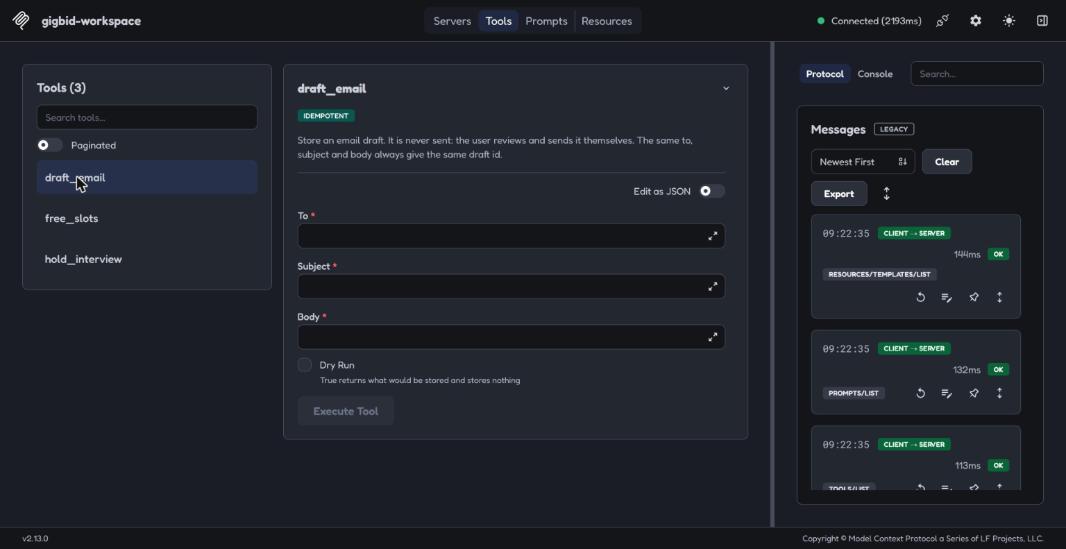 gigbid-workspace
Servers
Tools
Prompts
Resources
Connected (2193ms)
Tools (3)
Search tools...
Paginated
draft_email
free_slots
hold_interview
draft_email
IDEMPOTENT
Store an email draft. It is never sent: the user reviews and sends it themselves. The same to,
subject and body always give the same draft id.
Edit as JSON
To *
Subject *
Body *
Dry Run
True returns what would be stored and stores nothing
Execute Tool
Protocol
Console
Search...
Messages
LEGACY
Newest First
Clear
Export
09:22:35
CLIENT → SERVER
144ms
OK
RESOURCES/TEMPLATES/LIST
09:22:35
CLIENT → SERVER
132ms
OK
PROMPTS/LIST
09:22:35
CLIENT → SERVER
113ms
OK
TOOLS/LIST
v2.13.0
Copyright © Model Context Protocol a Series of LF Projects, LLC.